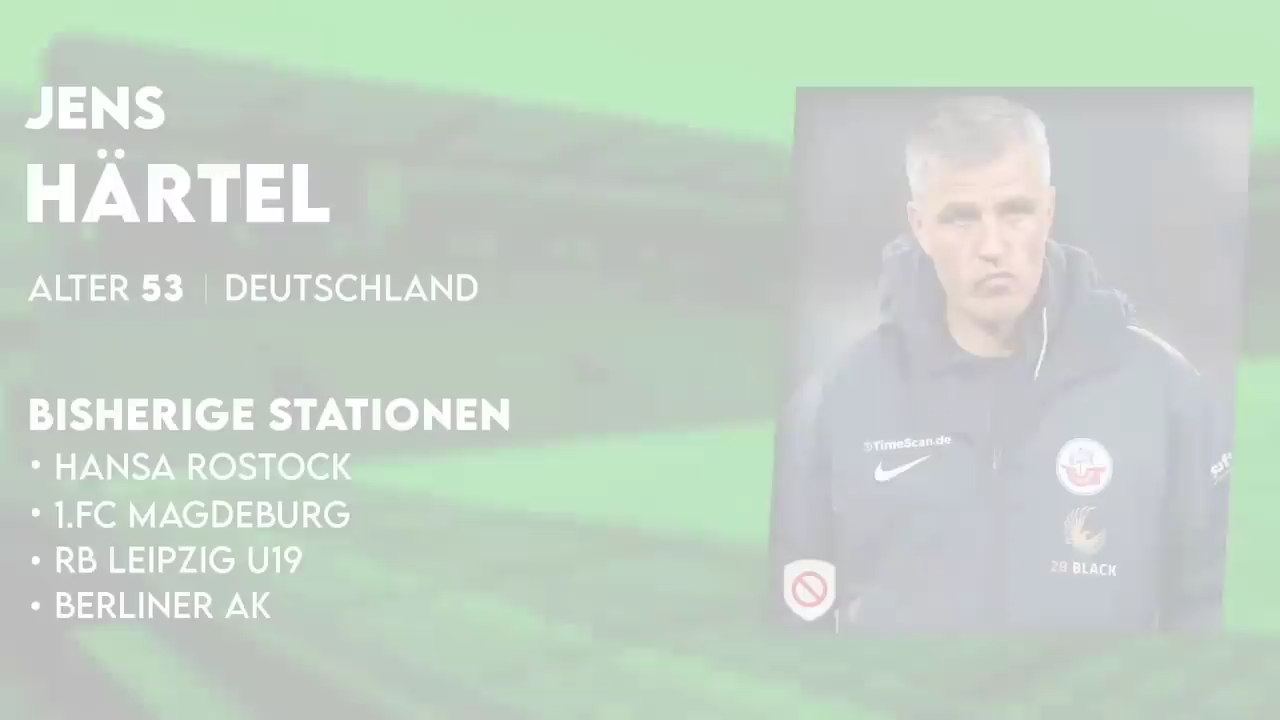 JENS
HÄRTEL
ALTER 53 | DEUTSCHLAND
BISHERIGE STATIONEN
• HANSA ROSTOCK
• 1.FC MAGDEBURG
• RB LEIPZIG U19
• BERLINER AK
TimeScan.de
28 BLACK